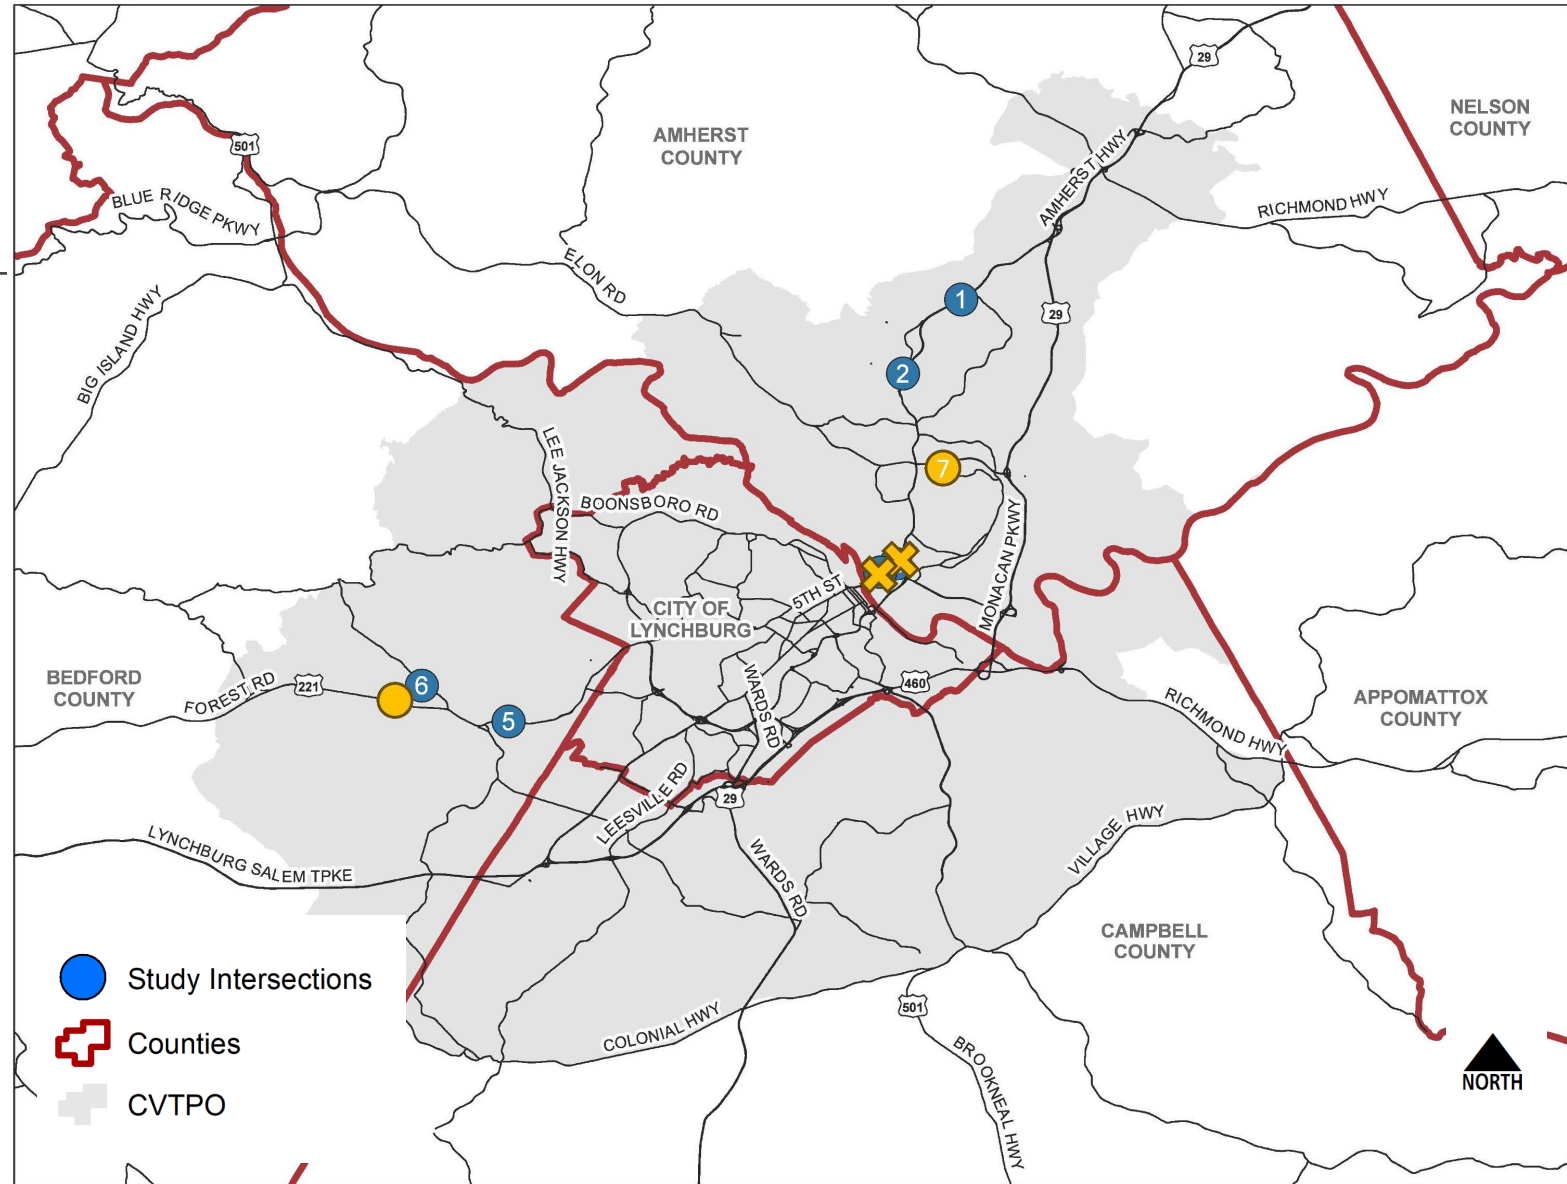 29
NELSON
COUNTY
AMHERST
COUNTY
501
AMHERST HWY
BLUE RIDGE PKWY
RICHMOND HWY
ELON RD
BIG ISLAND HWY
1
29
2
LEE JACKSON HWY
7
BOONSBORO RD
MONACAN PKWY
5TH ST
CITY OF
LYNCHBURG
BEDFORD
COUNTY
FOREST RD
221
6
5
WARDS RD
460
RICHMOND HWY
APPOMATTOX
COUNTY
LEESVILLE RD
29
LYNCHBURG SALEM TPKE
WARDS RD
VILLAGE HWY
CAMPBELL
COUNTY
COLONIAL HWY
501
BROOKNEAL HWY
Study Intersections
Counties
CVTPO
NORTH